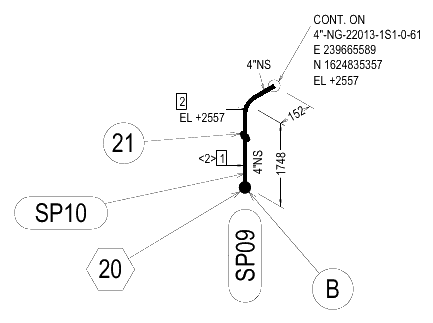 CONT. ON
4"-NG-22013-1S1-0-61
E 239665589
N 1624835357
EL +2557
4"NS
2
EL +2557
152
21
<2> 1
4"NS
1748
SP10
SP09
20
B